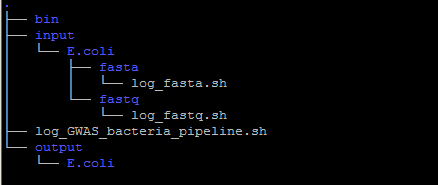 .
├── bin
├── input
│   └── E.coli
│       ├── fasta
│       │   └── log_fasta.sh
│       └── fastq
│           └── log_fastq.sh
├── log_GWAS_bacteria_pipeline.sh
└── output
    └── E.coli